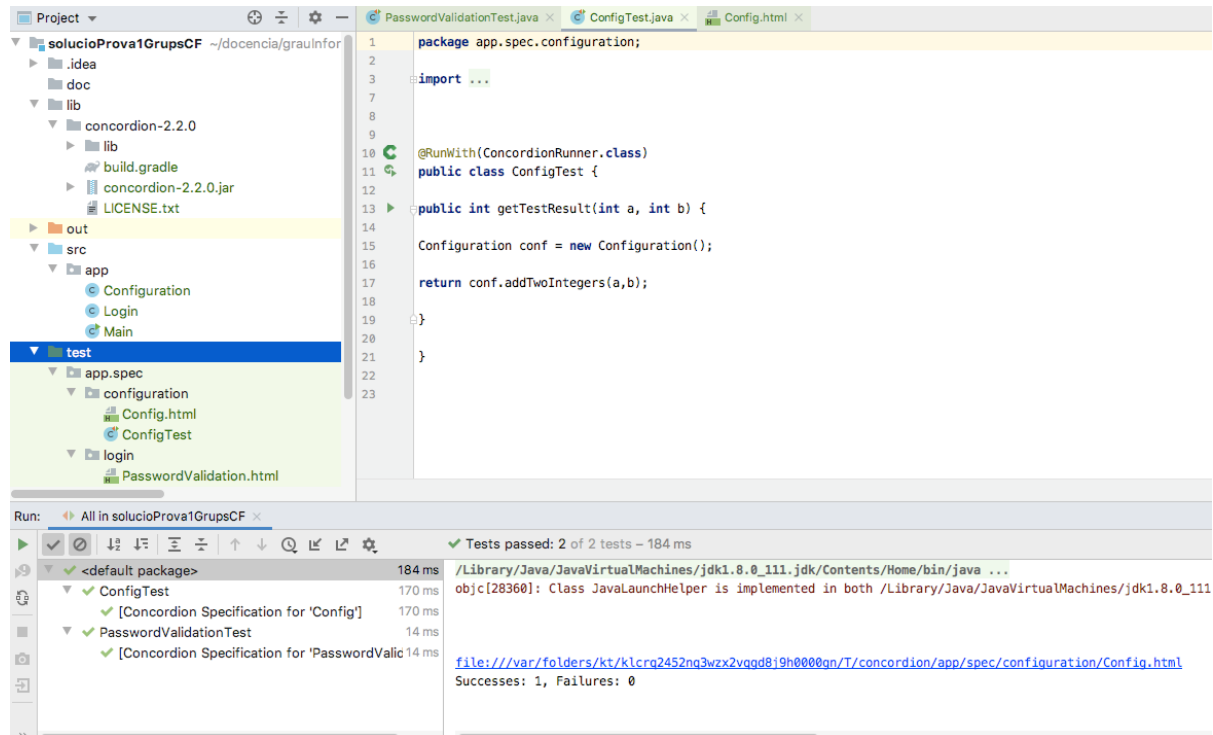 Project
PasswordValidationTest.java
ConfigTest.java
Config.html
solucioProva1GrupsCF ~/docencia/grauInfor
.idea
doc
lib
concordion-2.2.0
lib
build.gradle
concordion-2.2.0.jar
LICENSE.txt
out
src
app
Configuration
Login
Main
test
app.spec
configuration
Config.html
ConfigTest
login
PasswordValidation.html
1 package app.spec.configuration;
2
3 import ...
7
8
9
10 @RunWith(ConcordionRunner.class)
11 public class ConfigTest {
12
13 public int getTestResult(int a, int b) {
14
15 Configuration conf = new Configuration();
16
17 return conf.addTwoIntegers(a,b);
18
19 }
20
21 }
22
23
Run: All in solucioProva1GrupsCF
Tests passed: 2 of 2 tests – 184 ms
<default package> 184 ms
ConfigTest 170 ms
[Concordion Specification for 'Config'] 170 ms
PasswordValidationTest 14 ms
[Concordion Specification for 'PasswordValid 14 ms
/Library/Java/JavaVirtualMachines/jdk1.8.0_111.jdk/Contents/Home/bin/java ...
objc[28360]: Class JavaLaunchHelper is implemented in both /Library/Java/JavaVirtualMachines/jdk1.8.0_111
file:///var/folders/kt/klcrq2452nq3wzx2vqqd8j9h0000gn/T/concordion/app/spec/configuration/Config.html
Successes: 1, Failures: 0